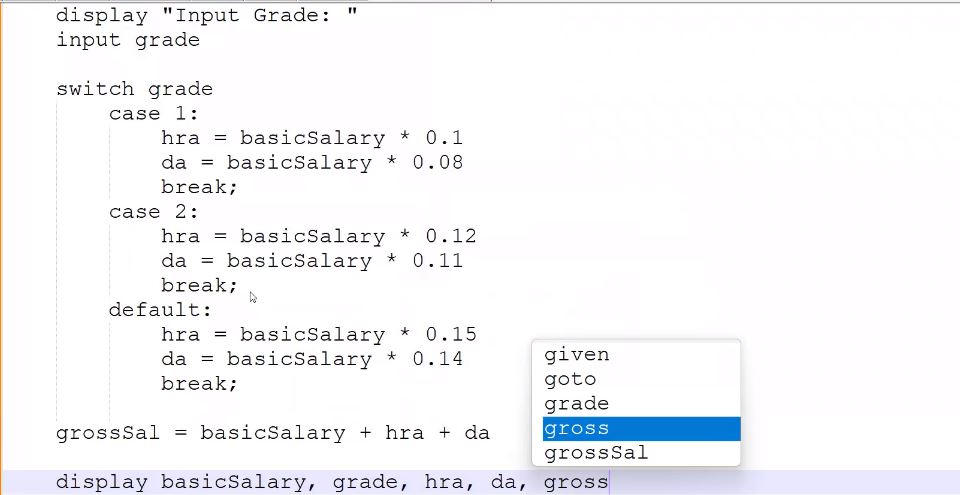 display "Input Grade: "
input grade
switch grade
case 1:
hra = basicSalary * 0.1
da = basicSalary * 0.08
break;
case 2:
hra = basicSalary * 0.12
da = basicSalary * 0.11
break;
default:
hra = basicSalary * 0.15
da = basicSalary * 0.14
break;
grossSal = basicSalary + hra + da
display basicSalary, grade, hra, da, gross
given
goto
grade
gross
grossSal